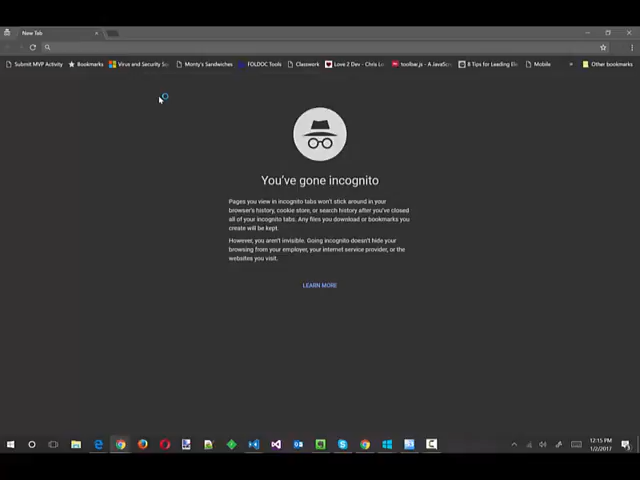 New Tab
Submit MVP Activity Bookmarks Virus and Security Sc Monty's Sandwiches FOLDOC Tools Classwork Love 2 Dev - Chris Lo toolbar.js - A JavaScr 8 Tips for Leading Ele Mobile » Other bookmarks
You've gone incognito
Pages you view in incognito tabs won't stick around in your
browser's history, cookie store, or search history after you've closed
all of your incognito tabs. Any files you download or bookmarks you
create will be kept.
However, you aren't invisible. Going incognito doesn't hide your
browsing from your employer, your internet service provider, or the
websites you visit.
LEARN MORE
12:15 PM
1/2/2017